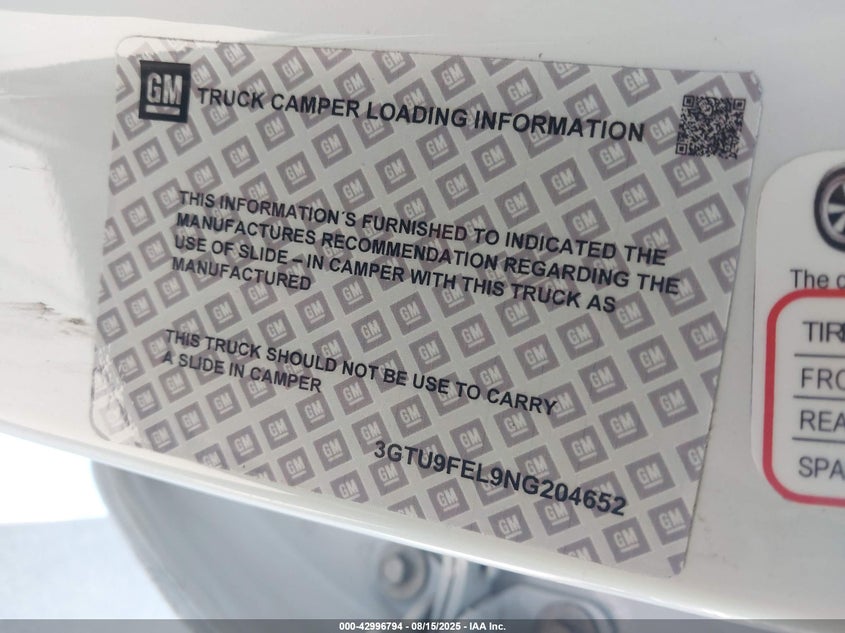 GM
TRUCK CAMPER LOADING INFORMATION
THIS INFORMATION´S FURNISHED TO INDICATED THE
MANUFACTURES RECOMMENDATION REGARDING THE
USE OF SLIDE – IN CAMPER WITH THIS TRUCK AS
MANUFACTURED
THIS TRUCK SHOULD NOT BE USE TO CARRY
A SLIDE IN CAMPER
3GTU9FEL9NG204652
The
TIR
FRO
REA
SPA
000-42996794 - 08/15/2025 - IAA Inc.